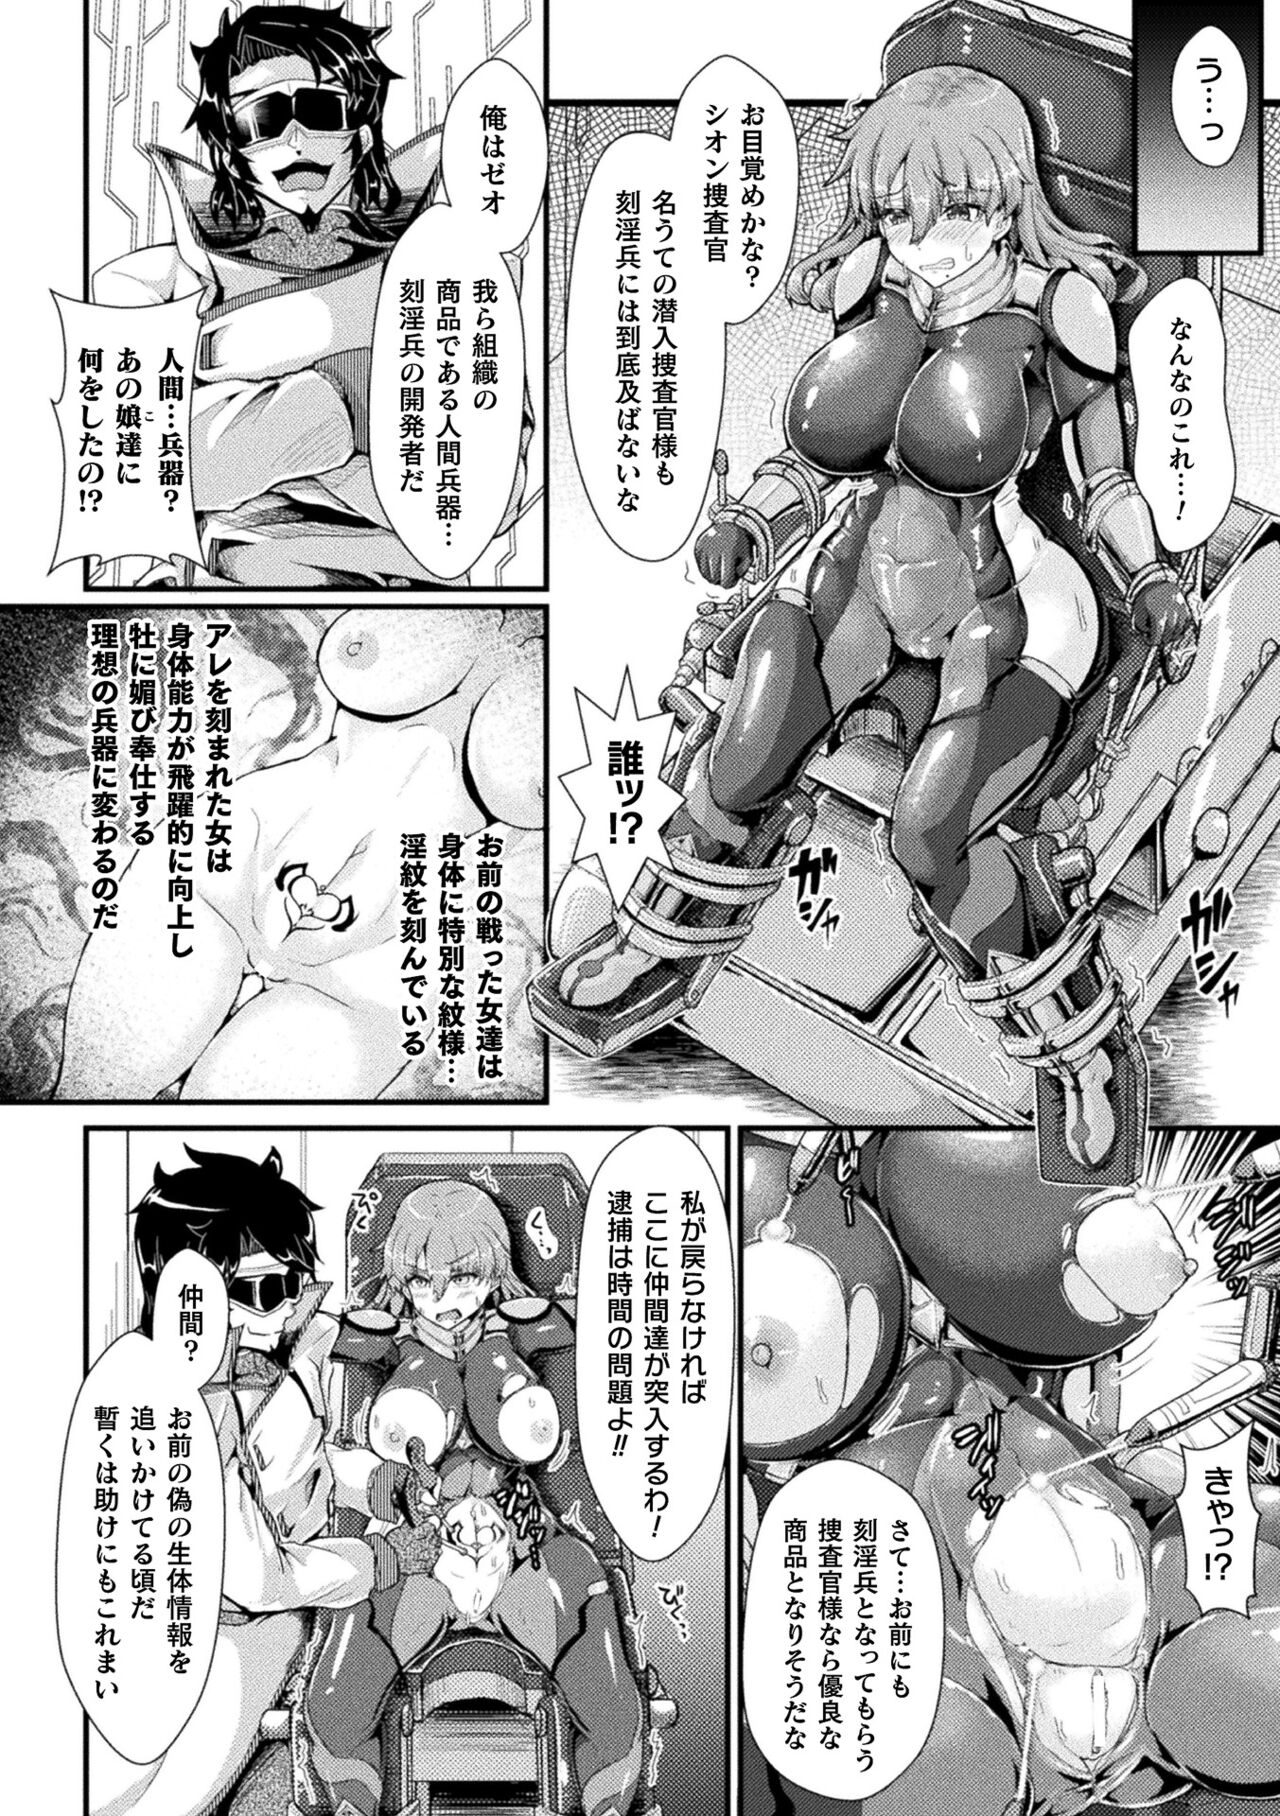 う…っ
なんなのこれ…！
お目覚めかな？
シオン捜査官
名うての潜入捜査官様も
刻淫兵には到底及ばないな
誰ッ!?
ガシャ
ガシャ
俺はゼオ
我ら組織の
商品である人間兵器…
刻淫兵の開発者だ
人間…兵器？
あの娘達に
こ
何をしたの!?
お前の戦った女達は
身体に特別な紋様…
淫紋を刻んでいる
アレを刻まれた女は
身体能力が飛躍的に向上し
牡に媚び奉仕する
理想の兵器に変わるのだ
きゃっ!?
さて…お前にも
刻淫兵となってもらう
捜査官様なら優良な
商品となりそうだな
私が戻らなければ
ここに仲間達が突入するわ！
逮捕は時間の問題よ!!
く…っ
仲間？
お前の偽の生体情報を
追いかけてる頃だ
暫くは助けにもこれまい